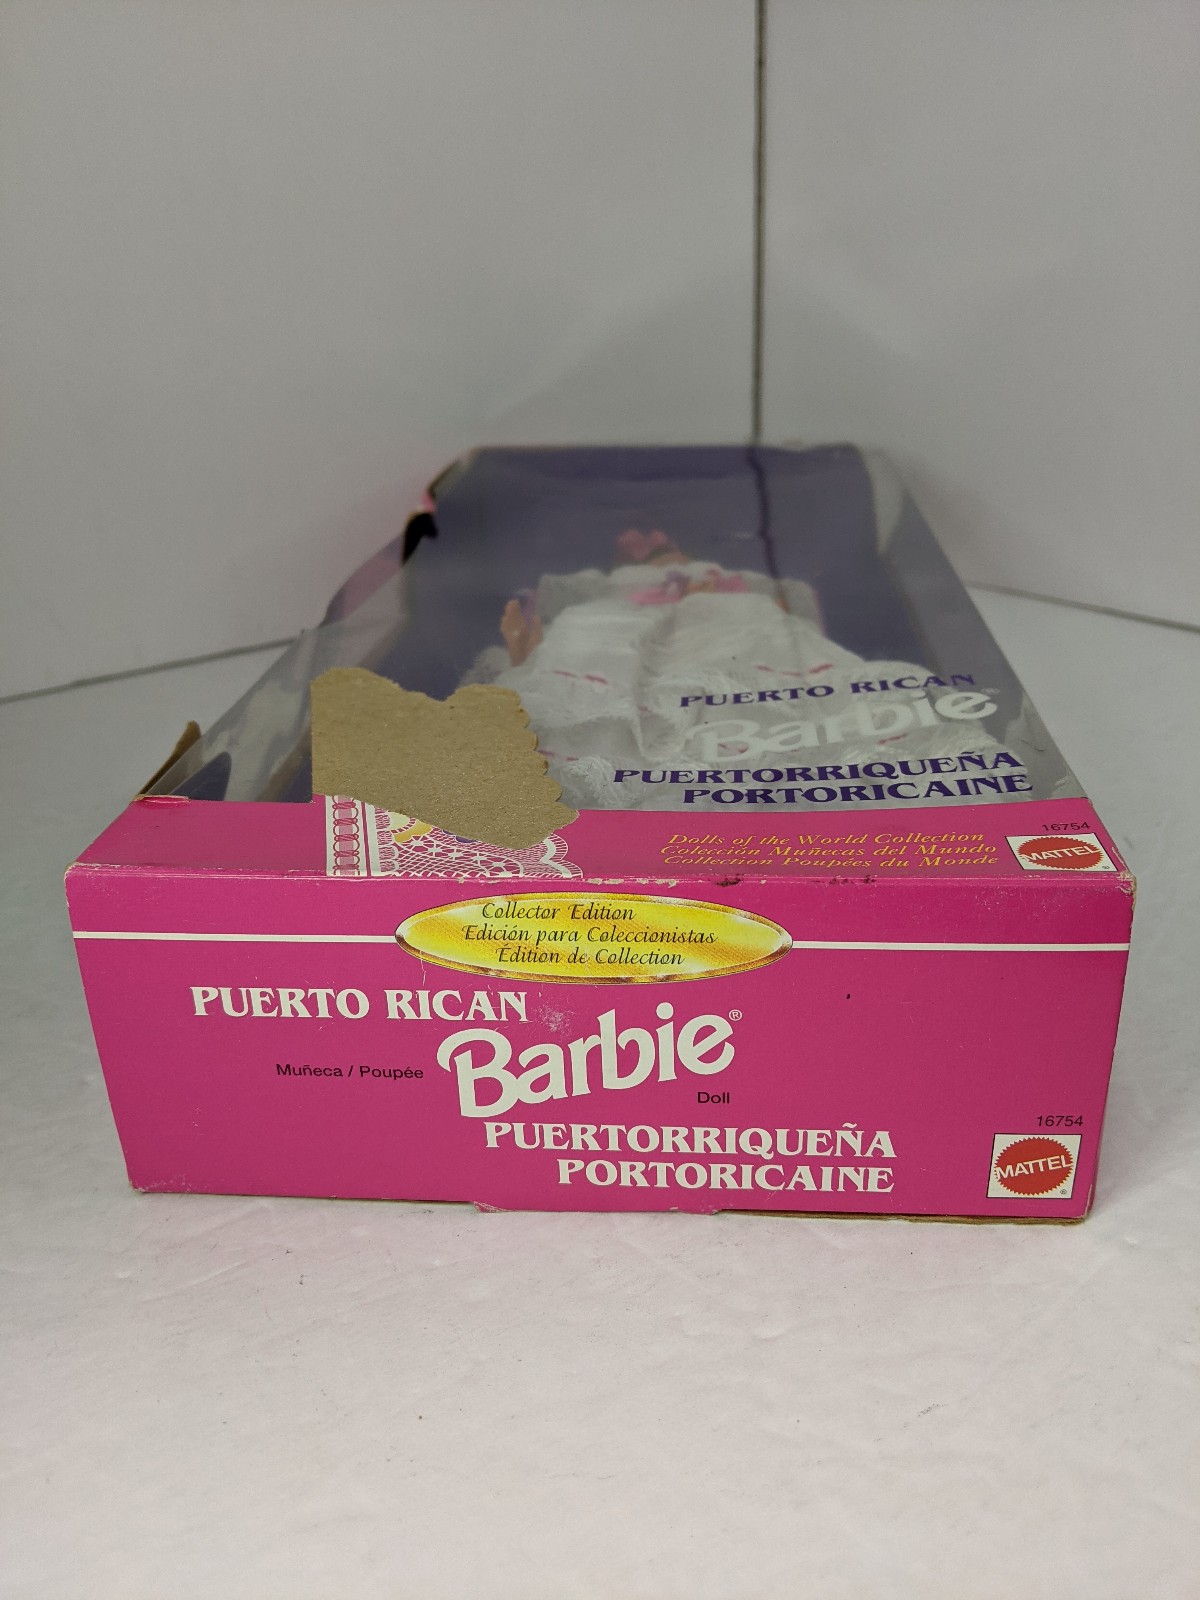 PUERTO RICAN
Barbie®
PUERTORRIQUEÑA
PORTORICAINE
16754
Dolls of the World Collection
Colección Muñecas del Mundo
Collection Poupées du Monde
MATTEL
Collector Edition
Edición para Coleccionistas
Édition de Collection
PUERTO RICAN
Barbie®
Muñeca / Poupée
Doll
PUERTORRIQUEÑA
PORTORICAINE
16754
MATTEL®